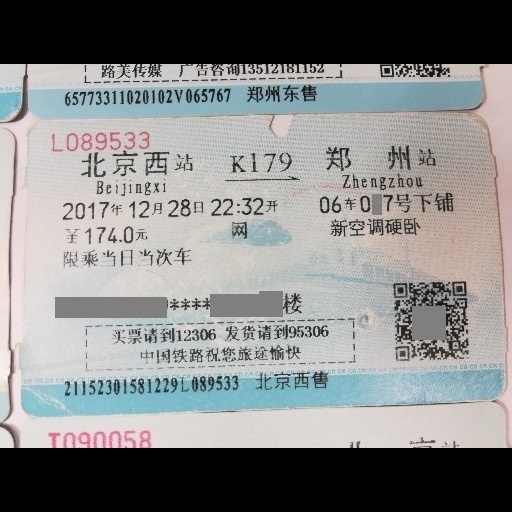 路美传媒 广告咨询13512181152
65773311020102V065767 郑州东售
L089533
北京西站 K179 郑州站
Beijingxi Zhengzhou
2017年12月28日22:32开 06车0 7号下铺
￥174.0元 网 新空调硬卧
限乘当日当次车
**** 楼
买票请到12306 发货请到95306
中国铁路祝您旅途愉快
21152301581229L089533 北京西售
T090058